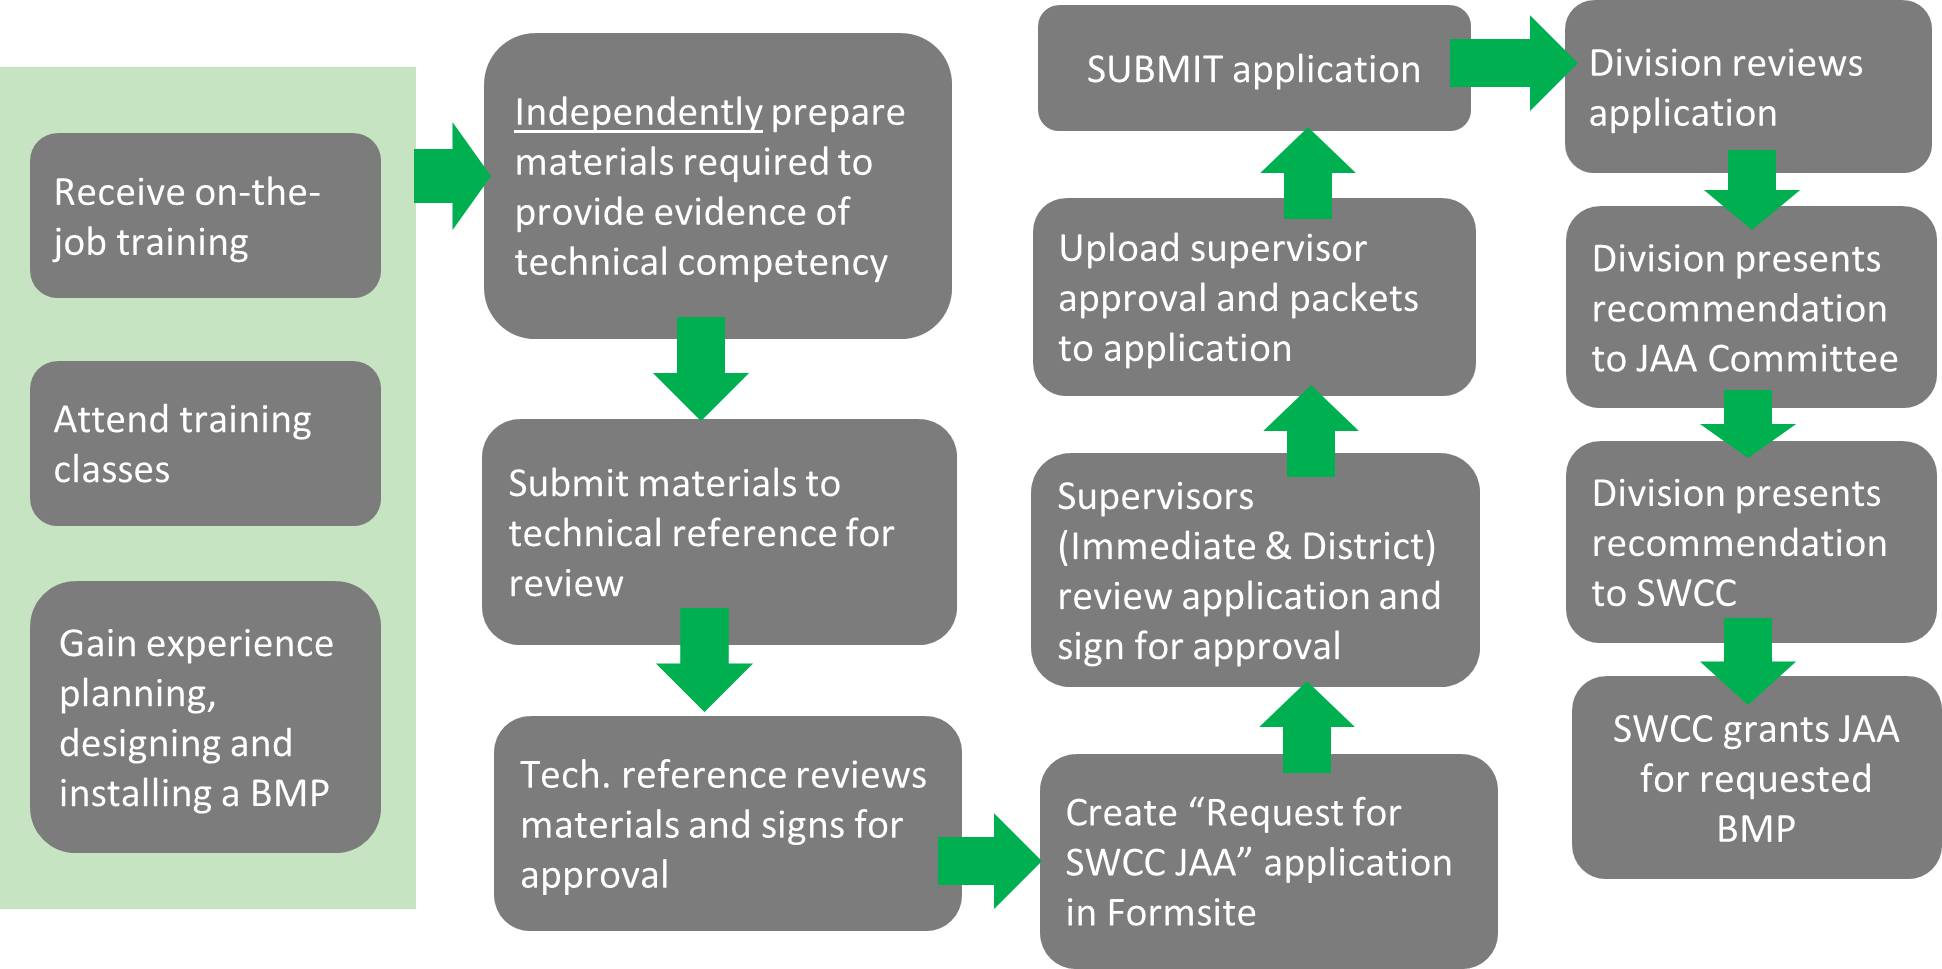 Receive on-the-
job training
Attend training
classes
Gain experience
planning,
designing and
installing a BMP
Independently prepare
materials required to
provide evidence of
technical competency
Submit materials to
technical reference for
review
Tech. reference reviews
materials and signs for
approval
Create “Request for
SWCC JAA” application
in Formsite
Supervisors
(Immediate & District)
review application and
sign for approval
Upload supervisor
approval and packets
to application
SUBMIT application
Division reviews
application
Division presents
recommendation
to JAA Committee
Division presents
recommendation
to SWCC
SWCC grants JAA
for requested
BMP